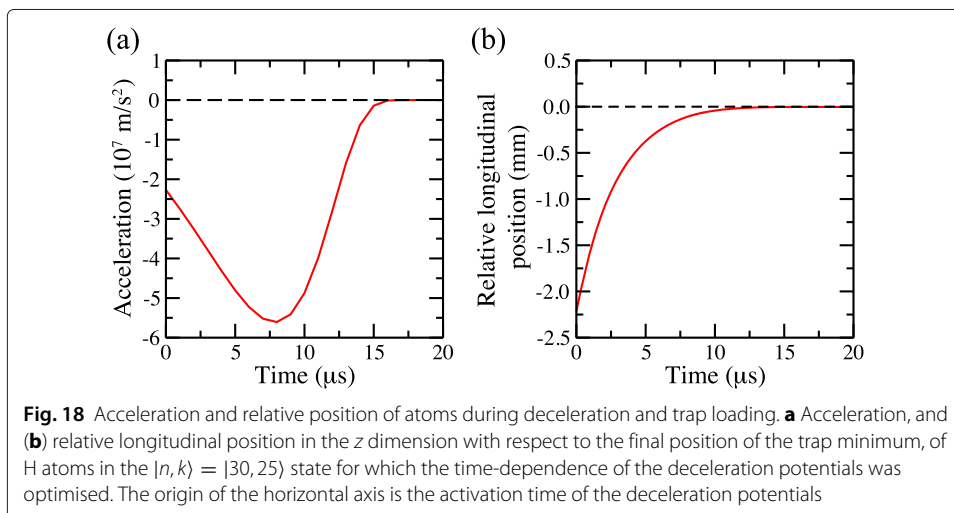 (a)
(b)
1
0
-1
-2
-3
-4
-5
-6
Acceleration (10⁷ m/s²)
0
5
10
15
20
Time (µs)
0.5
0.0
-0.5
-1.0
-1.5
-2.0
-2.5
Relative longitudinal
position (mm)
0
5
10
15
20
Time (µs)
Fig. 18 Acceleration and relative position of atoms during deceleration and trap loading. a Acceleration, and
(b) relative longitudinal position in the z dimension with respect to the final position of the trap minimum, of
H atoms in the |n, k⟩ = |30, 25⟩ state for which the time-dependence of the deceleration potentials was
optimised. The origin of the horizontal axis is the activation time of the deceleration potentials